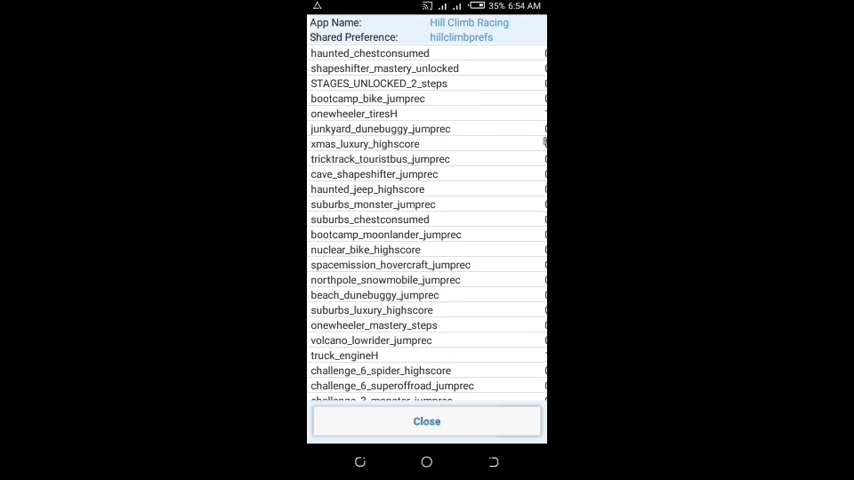 35% 6:54 AM
App Name: Hill Climb Racing
Shared Preference: hillclimbprefs
haunted_chestconsumed
shapeshifter_mastery_unlocked
STAGES_UNLOCKED_2_steps
bootcamp_bike_jumprec
onewheeler_tiresH
junkyard_dunebuggy_jumprec
xmas_luxury_highscore
tricktrack_touristbus_jumprec
cave_shapeshifter_jumprec
haunted_jeep_highscore
suburbs_monster_jumprec
suburbs_chestconsumed
bootcamp_moonlander_jumprec
nuclear_bike_highscore
spacemission_hovercraft_jumprec
northpole_snowmobile_jumprec
beach_dunebuggy_jumprec
suburbs_luxury_highscore
onewheeler_mastery_steps
volcano_lowrider_jumprec
truck_engineH
challenge_6_spider_highscore
challenge_6_superoffroad_jumprec
Close